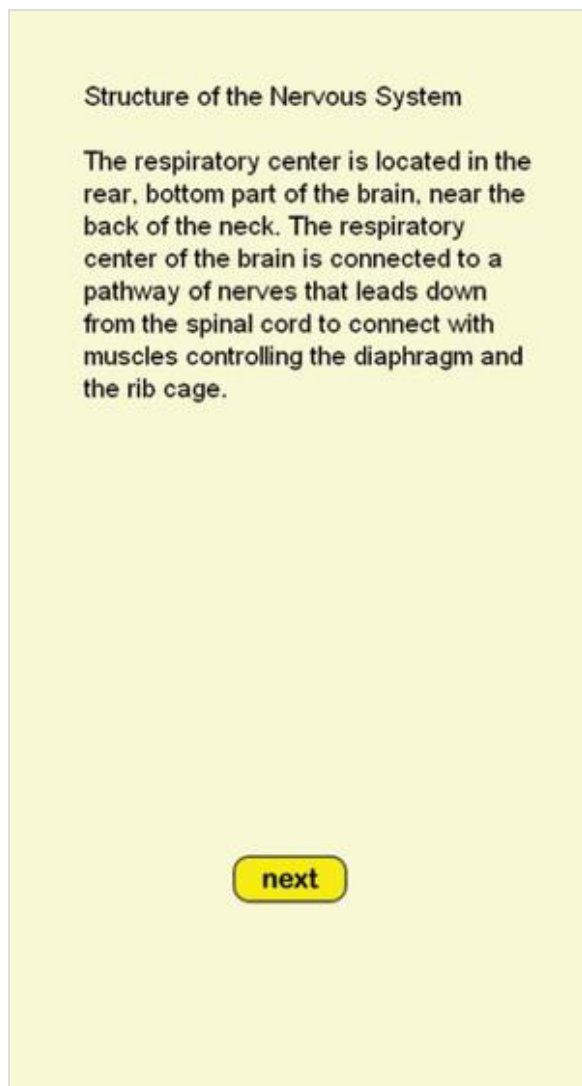 Structure of the Nervous System
The respiratory center is located in the
rear, bottom part of the brain, near the
back of the neck. The respiratory
center of the brain is connected to a
pathway of nerves that leads down
from the spinal cord to connect with
muscles controlling the diaphragm and
the rib cage.
next